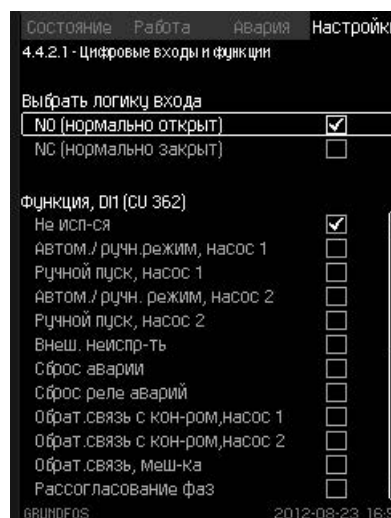 Состояние Работа Авария Настройки
4.4.2.1 - Цифровые входы и функции
Выбрать логику входа
NO (нормально открыт)
NC (нормально закрыт)
Функция, DI1 (CU 362)
Не исп-ся
Автом./ ручн.режим, насос 1
Ручной пуск, насос 1
Автом./ ручн. режим, насос 2
Ручной пуск, насос 2
Внеш. неиспр-ть
Сброс аварии
Сброс реле аварий
Обрат.связь с кон-ром,насос 1
Обрат.связь с кон-ром,насос 2
Обрат.связь, меш-ка
Рассогласование фаз
GRUNDFOS 2012-08-23 16:5